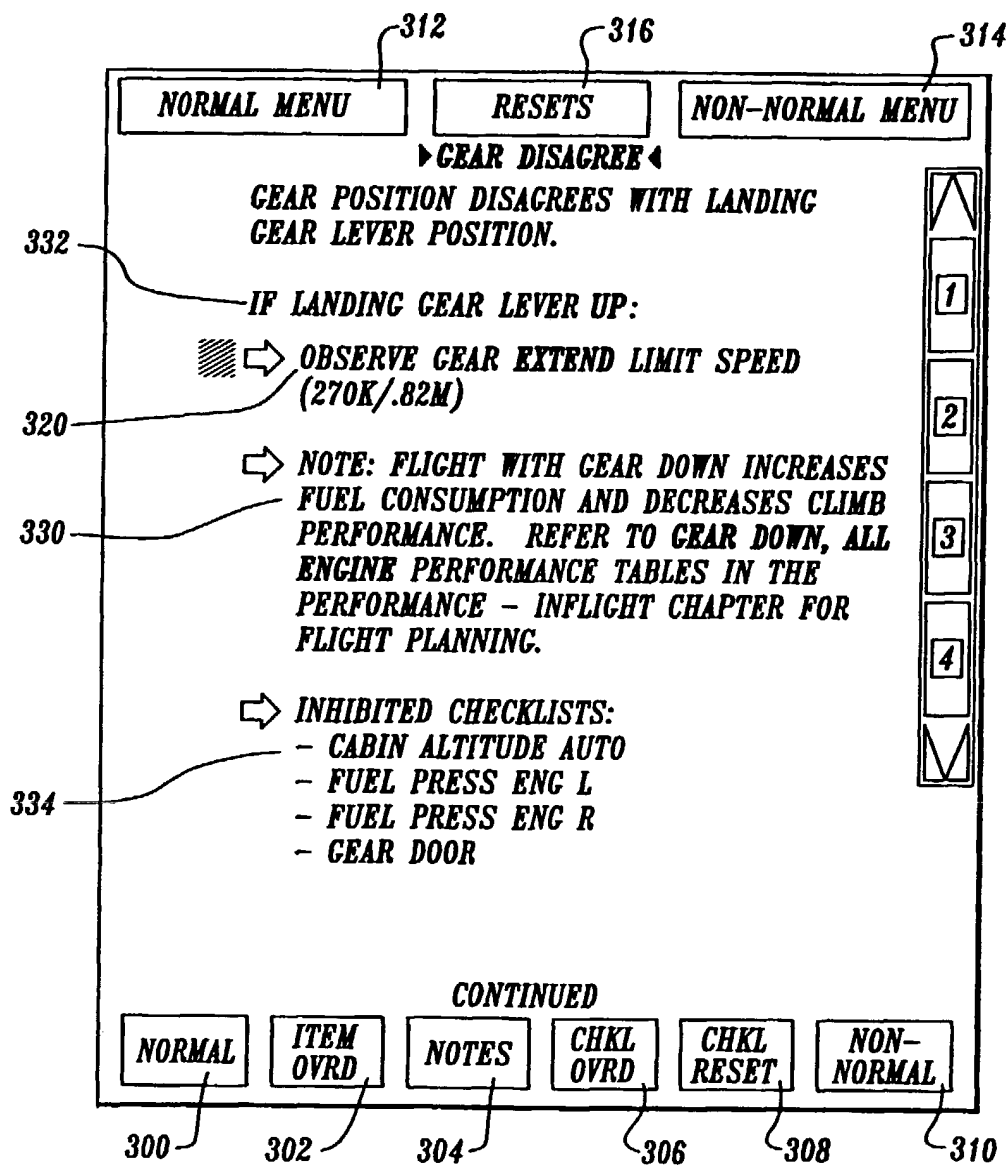 312 316 314
NORMAL MENU RESETS NON-NORMAL MENU
GEAR DISAGREE
GEAR POSITION DISAGREES WITH LANDING
GEAR LEVER POSITION.
332
IF LANDING GEAR LEVER UP:
1
OBSERVE GEAR EXTEND LIMIT SPEED
(270K/.82M)
320
2
NOTE: FLIGHT WITH GEAR DOWN INCREASES
FUEL CONSUMPTION AND DECREASES CLIMB
330
PERFORMANCE. REFER TO GEAR DOWN, ALL
3
ENGINE PERFORMANCE TABLES IN THE
PERFORMANCE - INFLIGHT CHAPTER FOR
FLIGHT PLANNING.
4
INHIBITED CHECKLISTS:
- CABIN ALTITUDE AUTO
334
- FUEL PRESS ENG L
- FUEL PRESS ENG R
- GEAR DOOR
CONTINUED
NORMAL
ITEM
OVRD
NOTES
CHKL
OVRD
CHKL
RESET
NON-
NORMAL
300 302 304 306 308 310